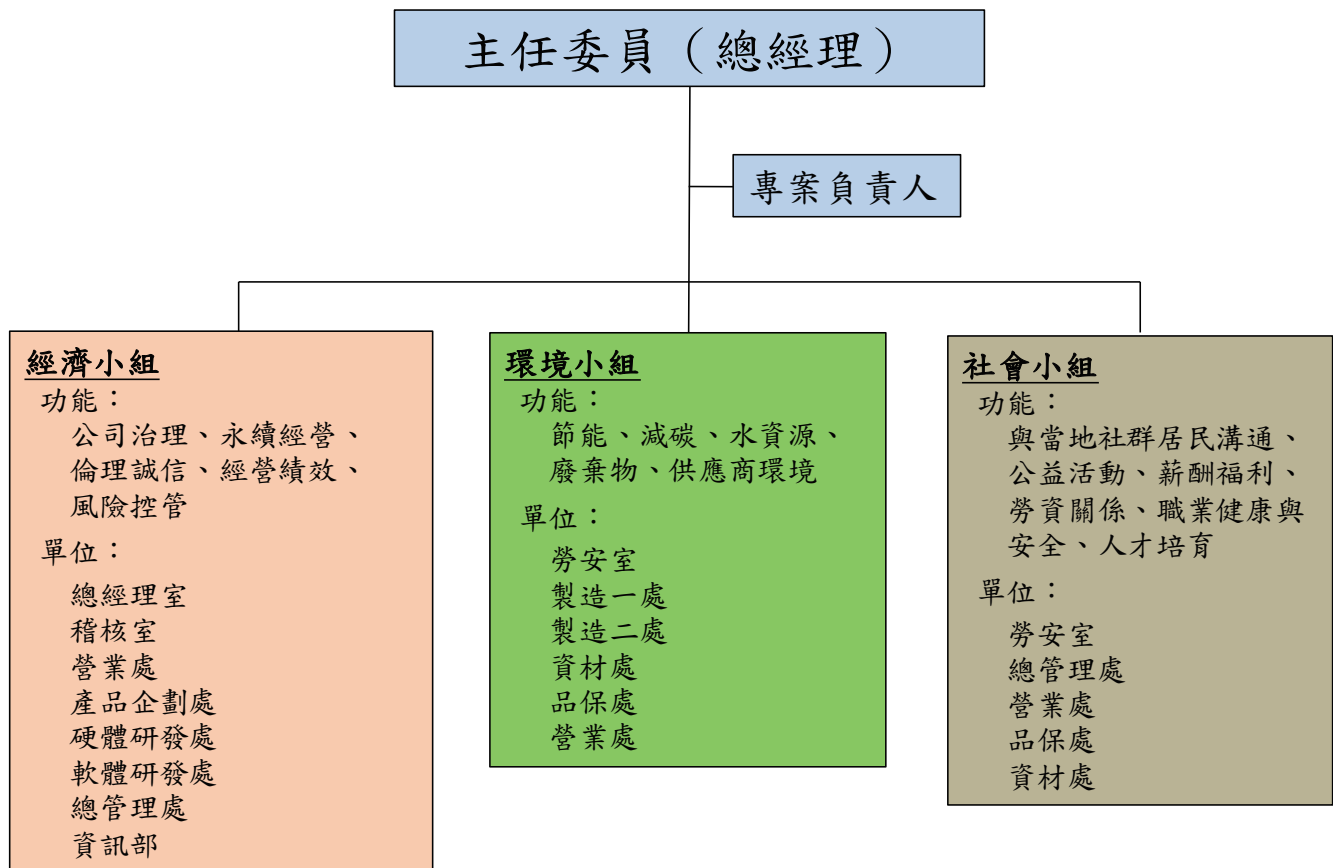 主任委員（總經理）
專案負責人
經濟小組
功能：
公司治理、永續經營、
倫理誠信、經營績效、
風險控管
單位：
總經理室
稽核室
營業處
產品企劃處
硬體研發處
軟體研發處
總管理處
資訊部
環境小組
功能：
節能、減碳、水資源、
廢棄物、供應商環境
單位：
勞安室
製造一處
製造二處
資材處
品保處
營業處
社會小組
功能：
與當地社群居民溝通、
公益活動、薪酬福利、
勞資關係、職業健康與
安全、人才培育
單位：
勞安室
總管理處
營業處
品保處
資材處